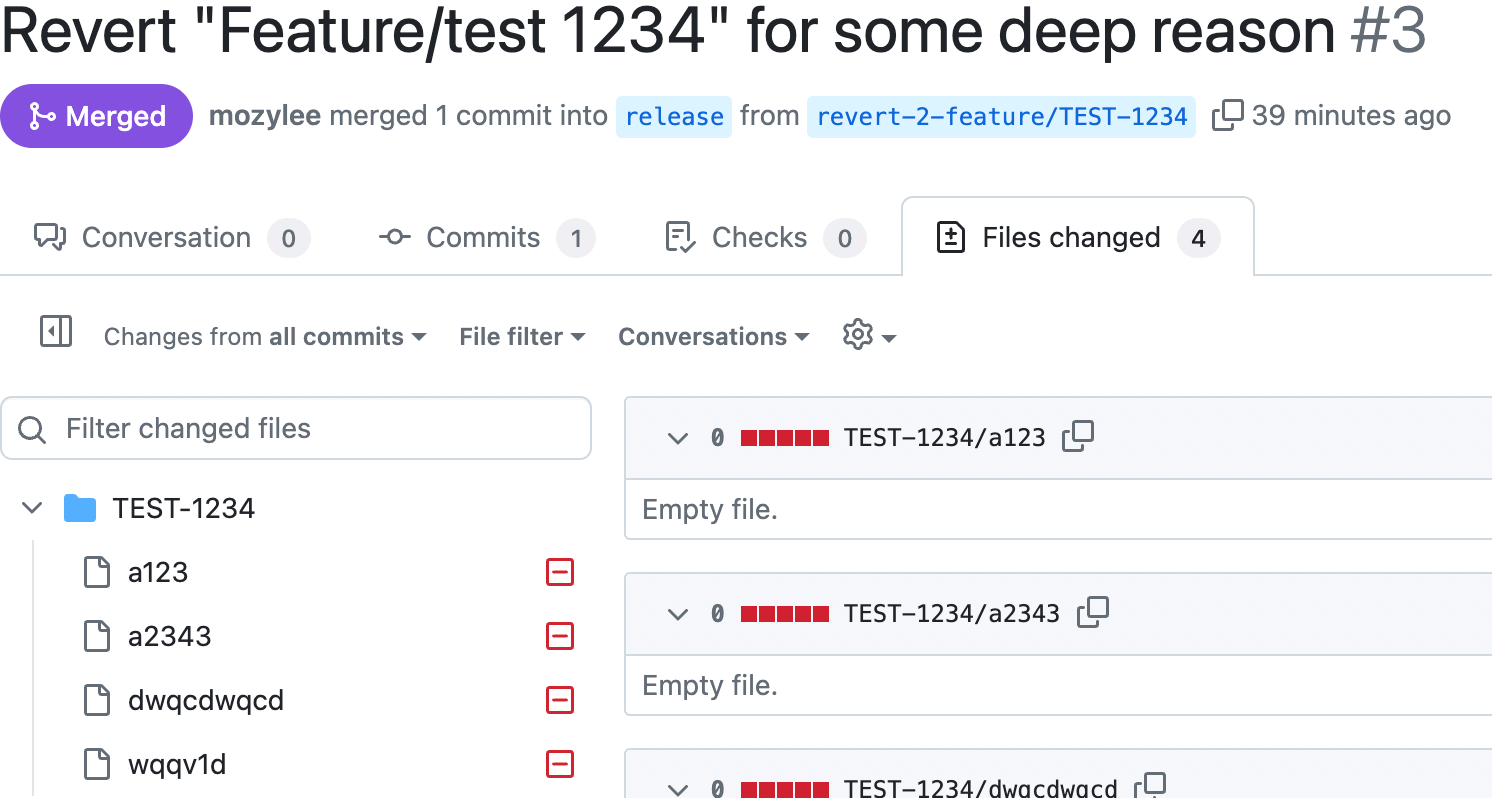 Revert "Feature/test 1234" for some deep reason #3
Merged mozylee merged 1 commit into release from revert-2-feature/TEST-1234 39 minutes ago
Conversation 0 Commits 1 Checks 0 Files changed 4
Changes from all commits File filter Conversations
Filter changed files
TEST-1234
a123
a2343
dwqcdwqcd
wqqv1d
0 TEST-1234/a123
Empty file.
0 TEST-1234/a2343
Empty file.
0 TEST-1234/dwqcdwqcd